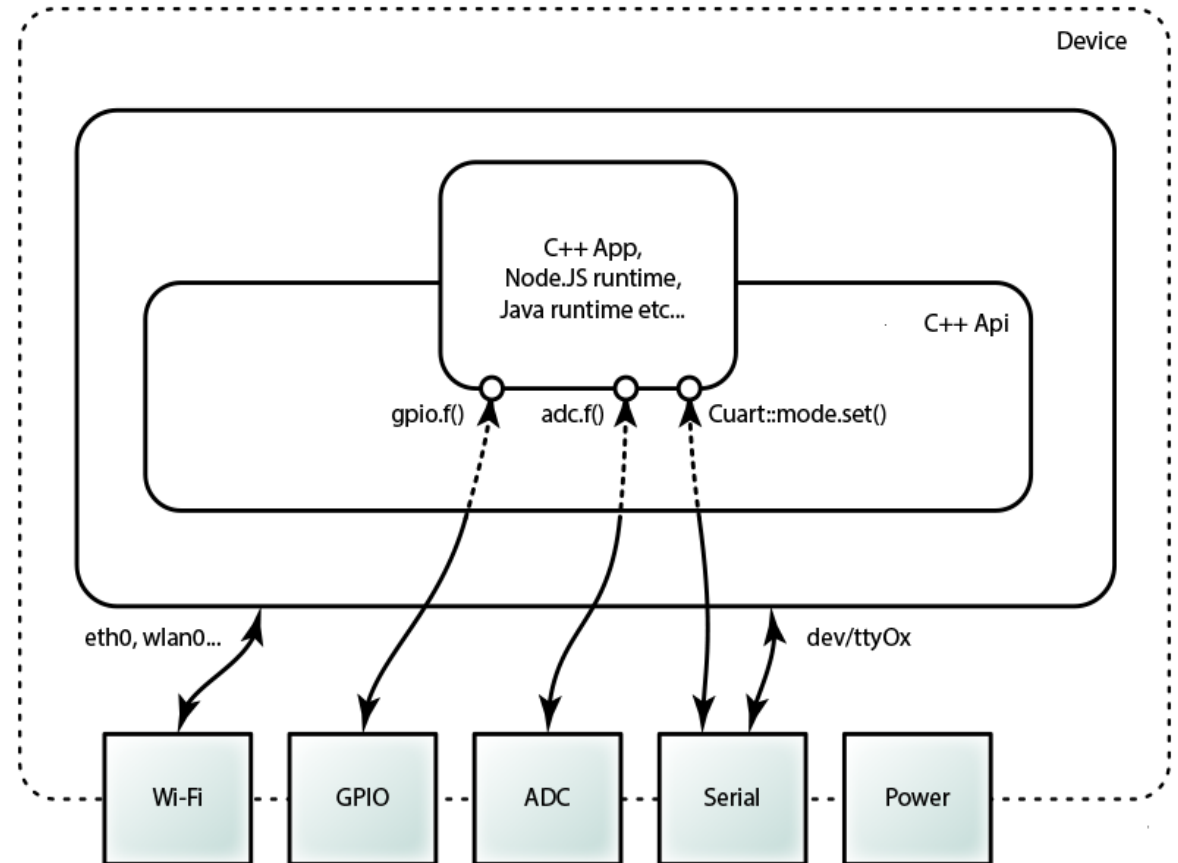 Device
C++ App,
Node.JS runtime,
Java runtime etc...
C++ Api
gpio.f()
adc.f()
Cuart::mode.set()
eth0, wlan0...
dev/ttyOx
Wi-Fi
GPIO
ADC
Serial
Power